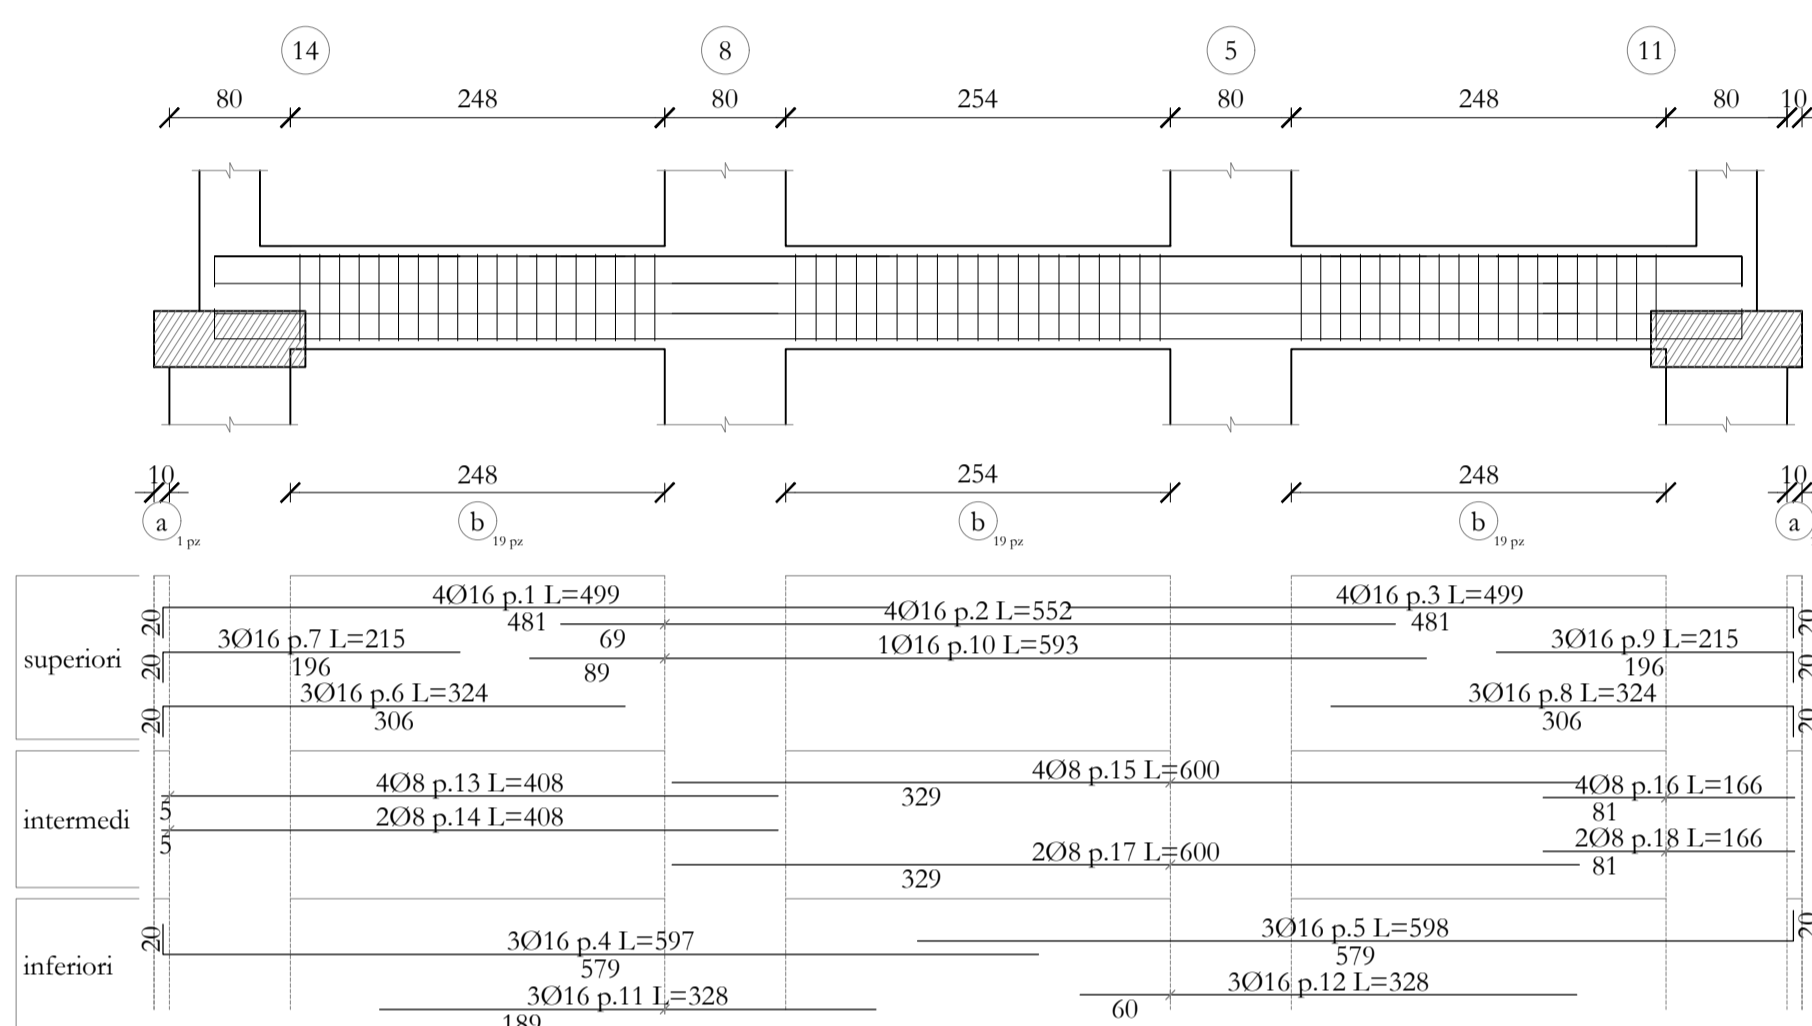 14 8 5 11
80 248 80 254 80 248 80 10
10 248 254 248 10
a 1 pz b 19 pz b 19 pz b 19 pz a
superiori
20 4Ø16 p.1 L=499 481
4Ø16 p.2 L=552 69
4Ø16 p.3 L=499 481 20
20 3Ø16 p.7 L=215 196
1Ø16 p.10 L=593 89
3Ø16 p.9 L=215 196 20
20 3Ø16 p.6 L=324 306
3Ø16 p.8 L=324 306 20
intermedi
4Ø8 p.13 L=408 5
4Ø8 p.15 L=600 329
4Ø8 p.16 L=166 81
2Ø8 p.14 L=408 5
2Ø8 p.17 L=600 329
2Ø8 p.18 L=166 81
inferiori
20 3Ø16 p.4 L=597 579
3Ø16 p.5 L=598 579 20
3Ø16 p.11 L=328 189
3Ø16 p.12 L=328 60